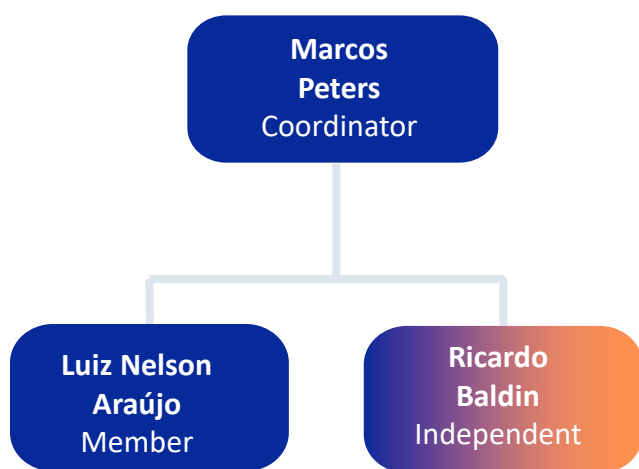 Marcos
Peters
Coordinator
Luiz Nelson
Araújo
Member
Ricardo
Baldin
Independent